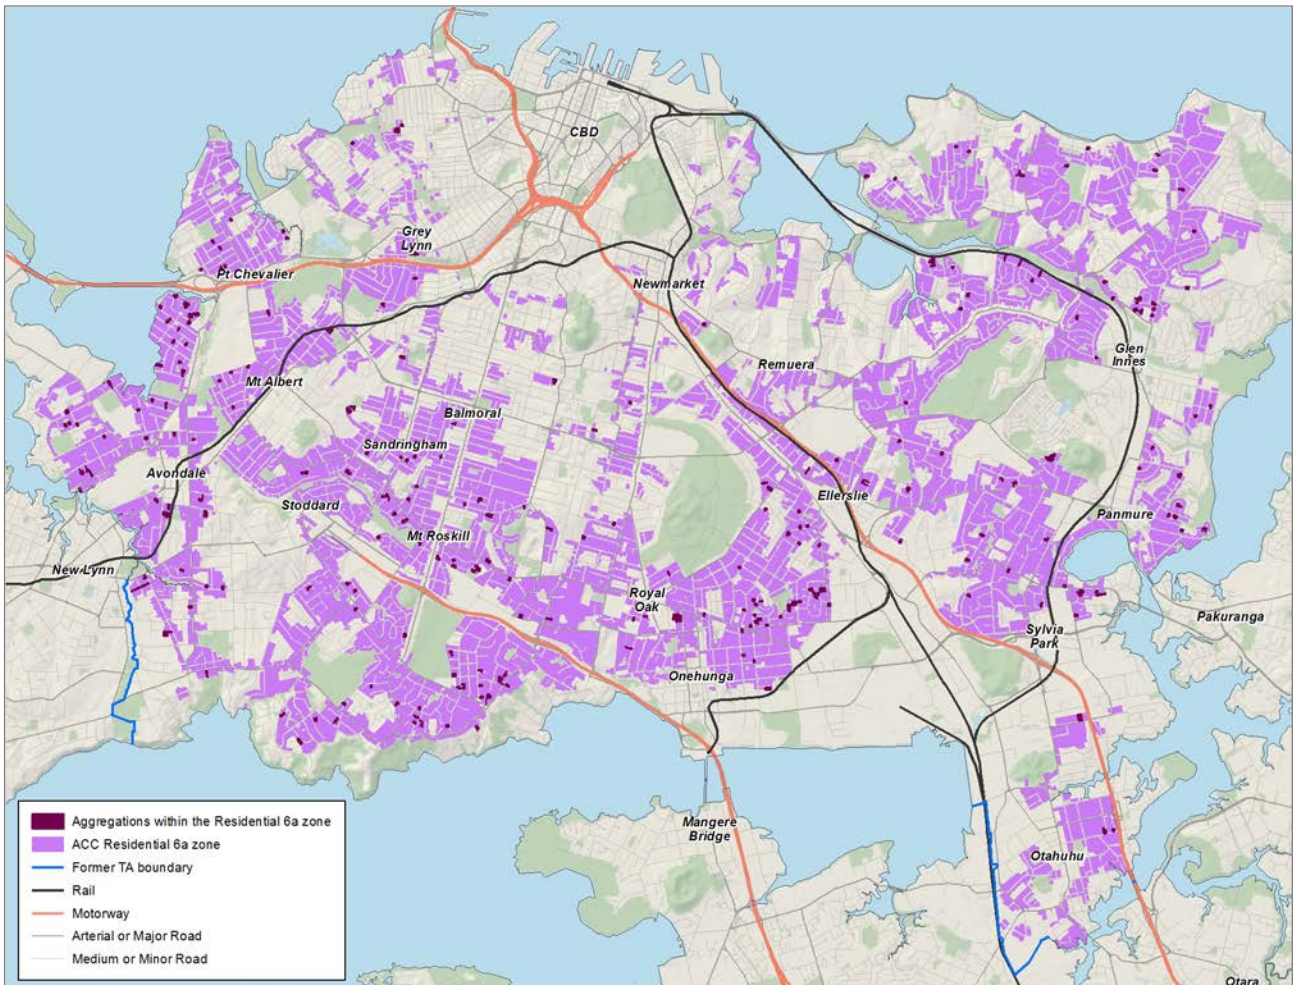 CBD
Grey
Lynn
Pt Chevalier
Newmarket
Glen
Innes
Remuera
Mt Albert
Balmoral
Sandringham
Avondale
Ellerslie
Stoddard
Panmure
Mt Roskill
New Lynn
Royal
Oak
Pakuranga
Sylvia
Park
Onehunga
Mangere
Bridge
Otahuhu
Otara
Aggregations within the Residential 6a zone
ACC Residential 6a zone
Former TA boundary
Rail
Motorway
Arterial or Major Road
Medium or Minor Road